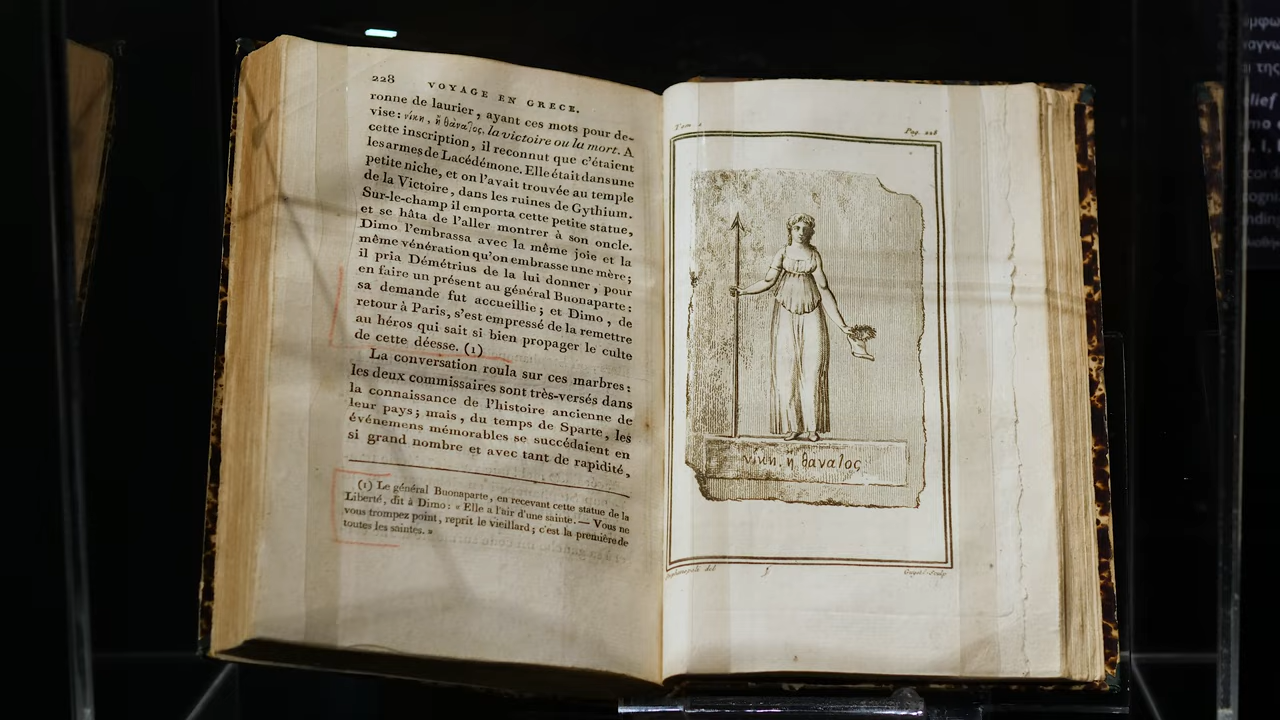 228 VOYAGE EN GRECE.
ronne de laurier, ayant ces mots pour de-
vise: νίκη, ἢ θάναlος, la victoire ou la mort. A
cette inscription, il reconnut que c'étaient
les armes de Lacédémone. Elle était dans une
petite niche, et on l'avait trouvée au temple
de la Victoire, dans les ruines de Gythium.
Sur-le-champ il emporta cette petite statue,
et se hâta de l'aller montrer à son oncle.
Dimo l'embrassa avec la même joie et la
même vénération qu'on embrasse une mère;
il pria Démétrius de la lui donner, pour
en faire un présent au général Buonaparte:
sa demande fut accueillie; et Dimo, de
retour à Paris, s'est empressé de la remettre
au héros qui sait si bien propager le culte
de cette déesse. (1)
La conversation roula sur ces marbres:
les deux commissaires sont très-versés dans
la connaissance de l'histoire ancienne de
leur pays; mais, du temps de Sparte, les
événemens mémorables se succédaient en
si grand nombre et avec tant de rapidité,
(1) Le général Buonaparte, en recevant cette statue de la
Liberté, dit à Dimo: « Elle a l'air d'une sainte. — Vous ne
vous trompez point, reprit le vieillard; c'est la première de
toutes les saintes. »
Pag. 228
νικη. ἢ θαναlος